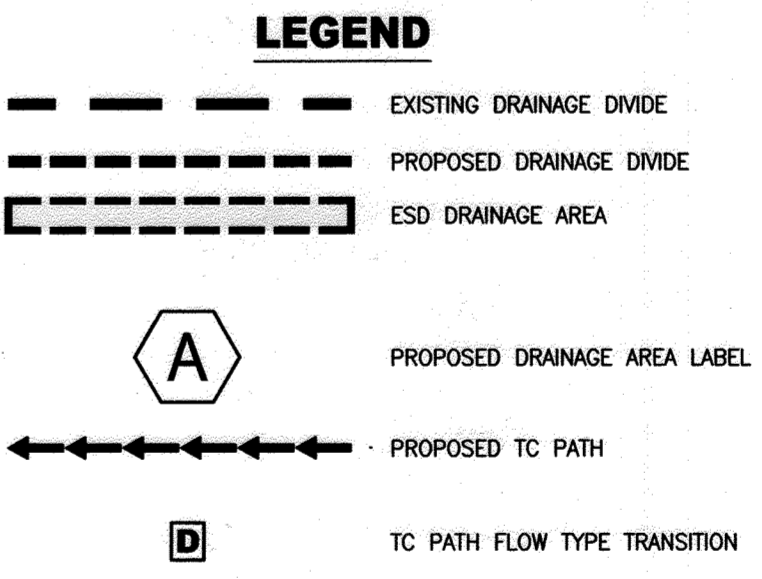 LEGEND
EXISTING DRAINAGE DIVIDE
PROPOSED DRAINAGE DIVIDE
ESD DRAINAGE AREA
A PROPOSED DRAINAGE AREA LABEL
PROPOSED TC PATH
D TC PATH FLOW TYPE TRANSITION